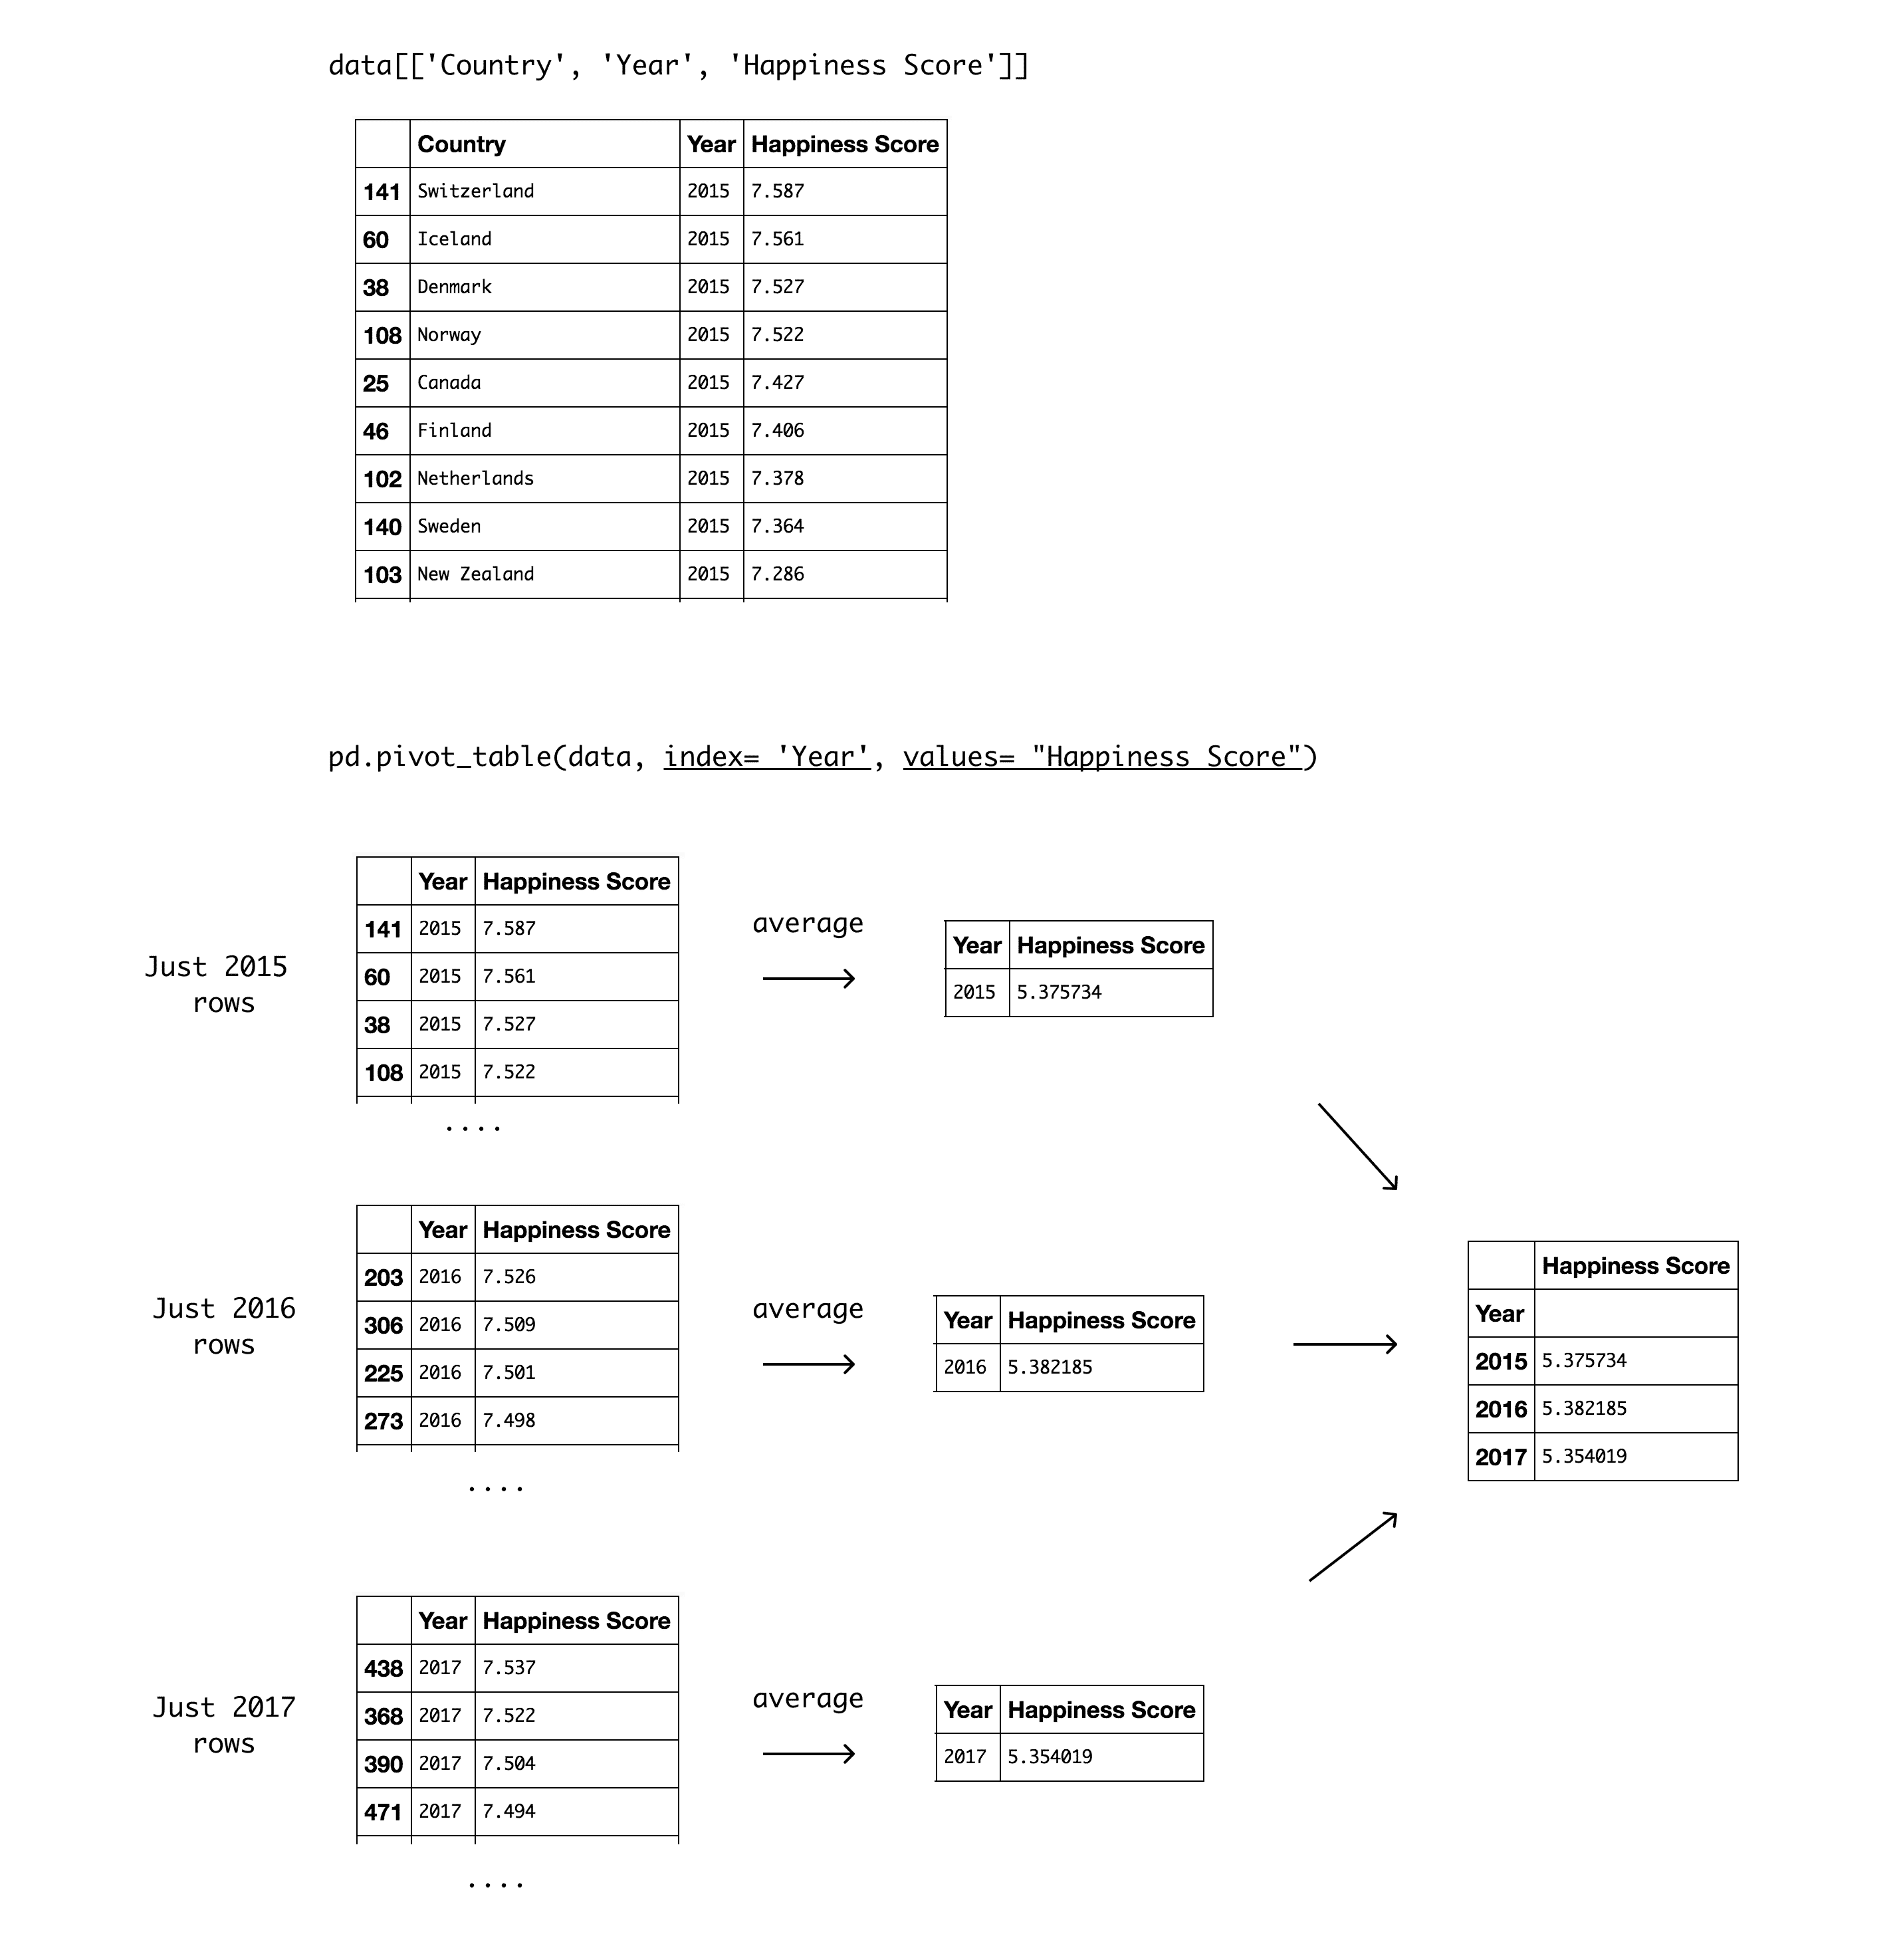 data[['Country', 'Year', 'Happiness Score']]
Country Year Happiness Score
141 Switzerland 2015 7.587
60 Iceland 2015 7.561
38 Denmark 2015 7.527
108 Norway 2015 7.522
25 Canada 2015 7.427
46 Finland 2015 7.406
102 Netherlands 2015 7.378
140 Sweden 2015 7.364
103 New Zealand 2015 7.286
pd.pivot_table(data, index= 'Year', values= "Happiness Score")
Just 2015
rows
Year Happiness Score
141 2015 7.587
60 2015 7.561
38 2015 7.527
108 2015 7.522
....
average
Year Happiness Score
2015 5.375734
Just 2016
rows
Year Happiness Score
203 2016 7.526
306 2016 7.509
225 2016 7.501
273 2016 7.498
....
average
Year Happiness Score
2016 5.382185
Happiness Score
Year
2015 5.375734
2016 5.382185
2017 5.354019
Just 2017
rows
Year Happiness Score
438 2017 7.537
368 2017 7.522
390 2017 7.504
471 2017 7.494
....
average
Year Happiness Score
2017 5.354019